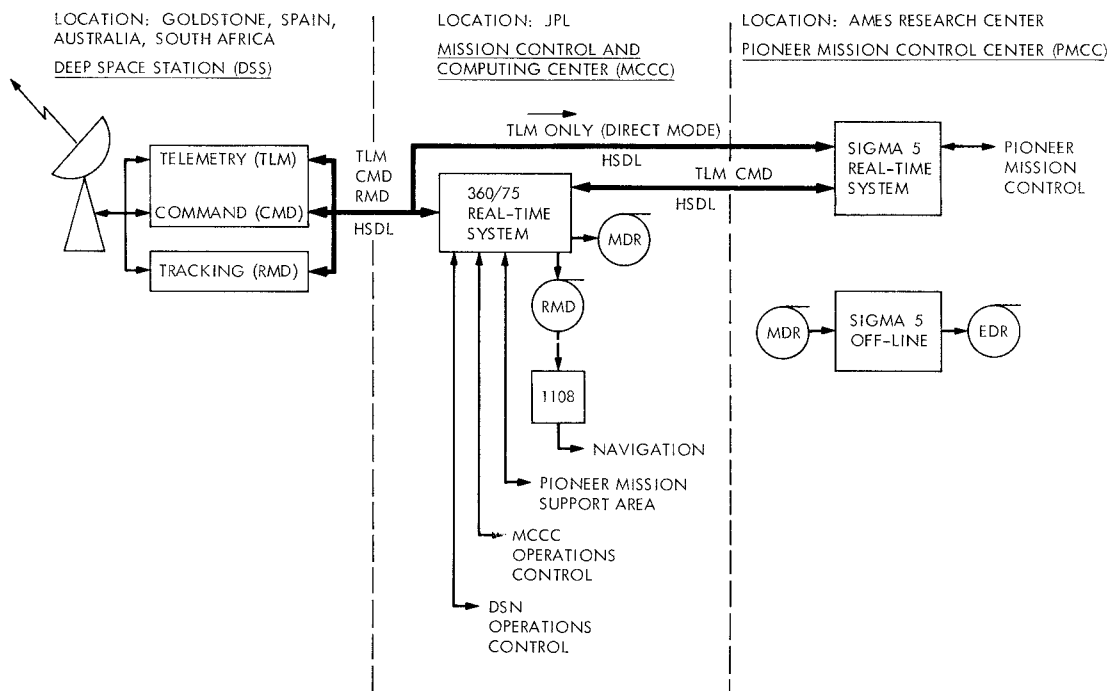 LOCATION: GOLDSTONE, SPAIN,
AUSTRALIA, SOUTH AFRICA
DEEP SPACE STATION (DSS)
TELEMETRY (TLM)
COMMAND (CMD)
TRACKING (RMD)
TLM
CMD
RMD
HSDL
LOCATION: JPL
MISSION CONTROL AND
COMPUTING CENTER (MCCC)
TLM ONLY (DIRECT MODE)
HSDL
TLM CMD
HSDL
360/75
REAL-TIME
SYSTEM
MDR
RMD
1108
NAVIGATION
PIONEER MISSION
SUPPORT AREA
MCCC
OPERATIONS
CONTROL
DSN
OPERATIONS
CONTROL
LOCATION: AMES RESEARCH CENTER
PIONEER MISSION CONTROL CENTER (PMCC)
SIGMA 5
REAL-TIME
SYSTEM
PIONEER
MISSION
CONTROL
MDR
SIGMA 5
OFF-LINE
EDR